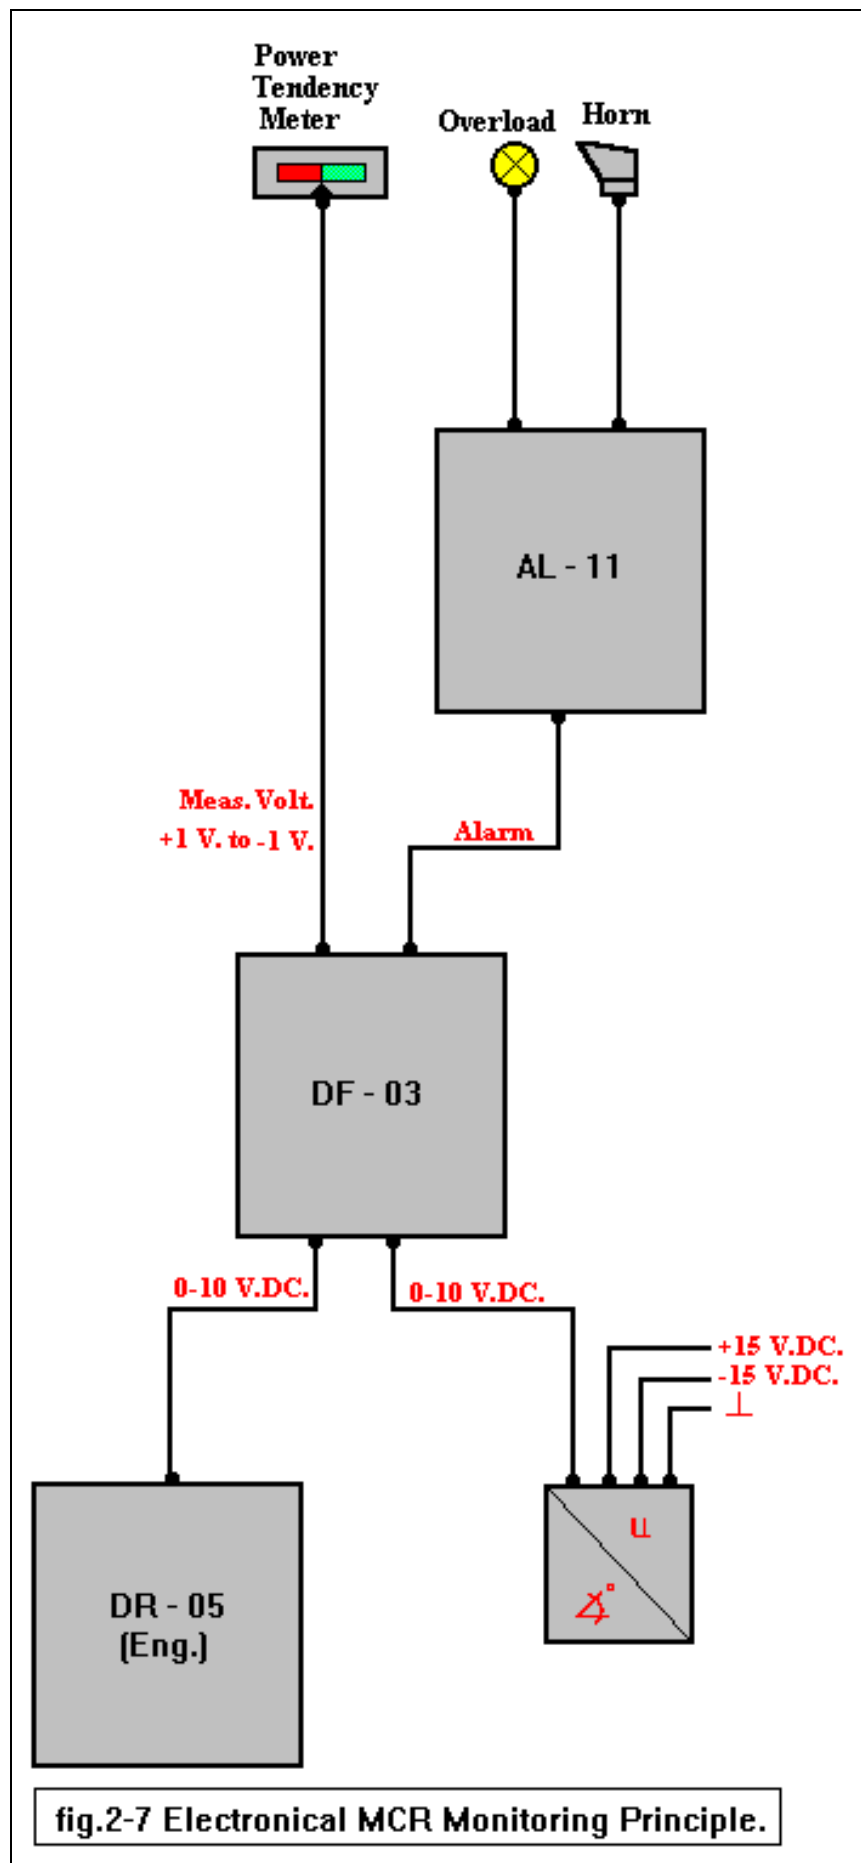 Power
Tendency
Meter
Overload
Horn
AL - 11
Meas. Volt.
+1 V. to -1 V.
Alarm
DF - 03
0-10 V.DC.
0-10 V.DC.
+15 V.DC.
-15 V.DC.
⊥
u
∡°
DR - 05
(Eng.)
fig.2-7 Electronical MCR Monitoring Principle.